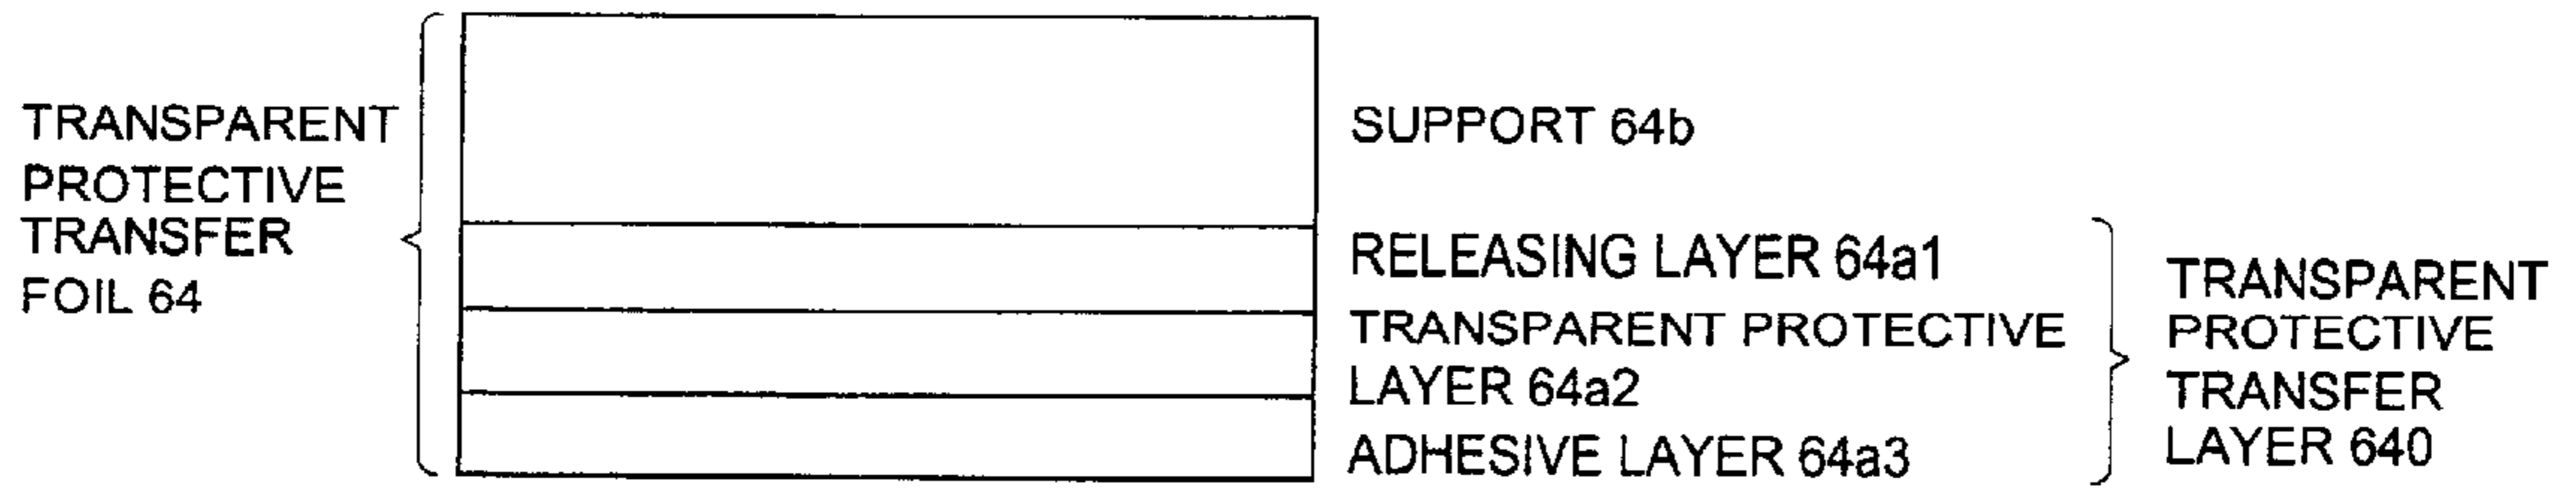 TRANSPARENT
PROTECTIVE
TRANSFER
FOIL 64
SUPPORT 64b
RELEASING LAYER 64a1
TRANSPARENT PROTECTIVE
LAYER 64a2
ADHESIVE LAYER 64a3
TRANSPARENT
PROTECTIVE
TRANSFER
LAYER 640